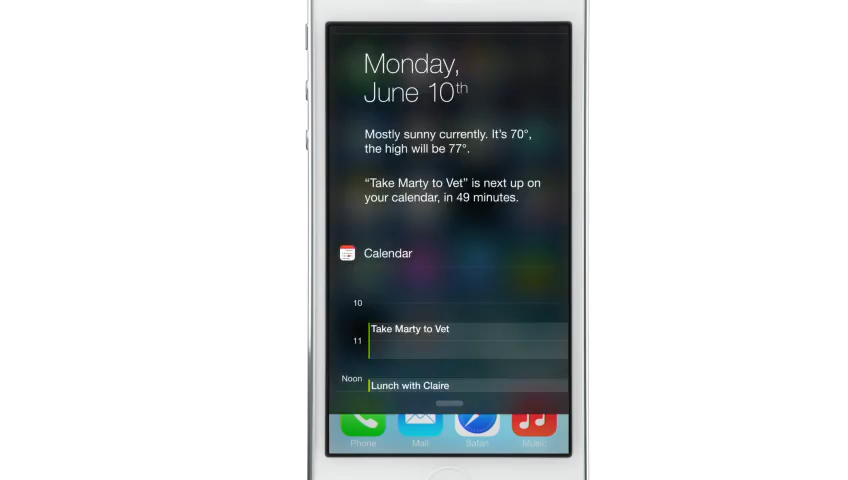 Monday,
June 10th
Mostly sunny currently. It's 70°,
the high will be 77°.
“Take Marty to Vet” is next up on
your calendar, in 49 minutes.
Calendar
10
Take Marty to Vet
11
Noon
Lunch with Claire
Phone
Mail
Safari
Music